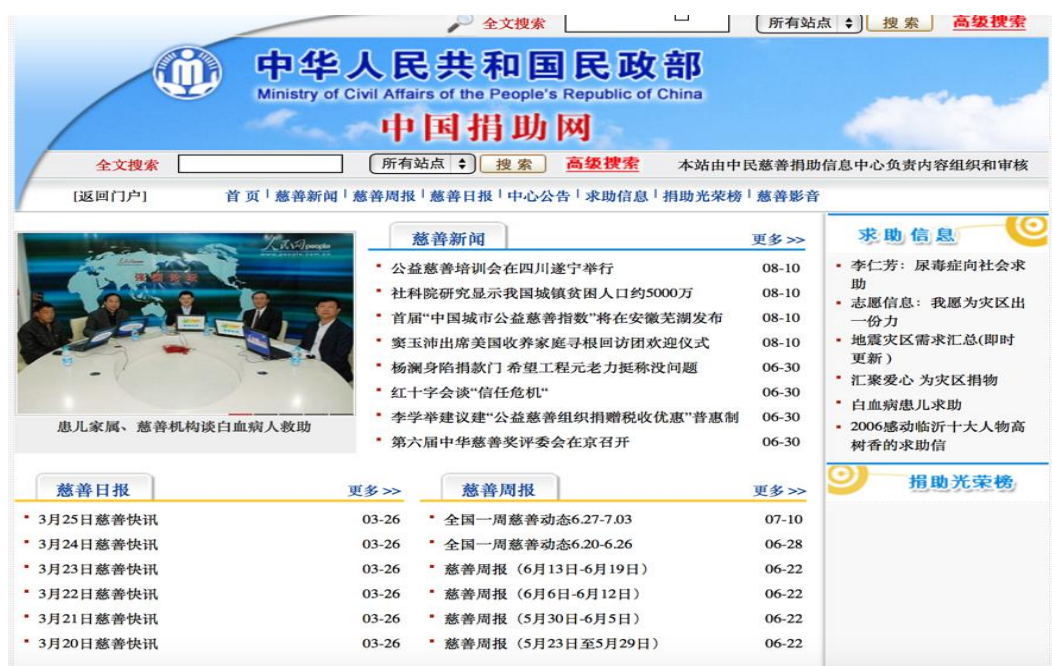 全文搜索 所有站点 搜 索 高级搜索
中华人民共和国民政部
Ministry of Civil Affairs of the People's Republic of China
中国捐助网
全文搜索 所有站点 搜 索 高级搜索 本站由中民慈善捐助信息中心负责内容组织和审核
[返回门户] 首 页 | 慈善新闻 | 慈善周报 | 慈善日报 | 中心公告 | 求助信息 | 捐助光荣榜 | 慈善影音
人民网 people
www.people.com.cn
强国论坛
患儿家属、慈善机构谈白血病人救助
慈善新闻 更多>>
公益慈善培训会在四川遂宁举行 08-10
社科院研究显示我国城镇贫困人口约5000万 08-10
首届“中国城市公益慈善指数”将在安徽芜湖发布 08-10
窦玉沛出席美国收养家庭寻根回访团欢迎仪式 08-10
杨澜身陷捐款门 希望工程元老力挺称没问题 06-30
红十字会谈“信任危机“ 06-30
李学举建议建“公益慈善组织捐赠税收优惠”普惠制 06-30
第六届中华慈善奖评委会在京召开 06-30
求助信息
李仁芳：尿毒症向社会求
助
志愿信息：我愿为灾区出
一份力
地震灾区需求汇总(即时
更新）
汇聚爱心 为灾区捐物
白血病患儿求助
2006感动临沂十大人物高
树香的求助信
捐助光荣榜
慈善日报 更多>>
3月25日慈善快讯 03-26
3月24日慈善快讯 03-26
3月23日慈善快讯 03-26
3月22日慈善快讯 03-26
3月21日慈善快讯 03-26
3月20日慈善快讯 03-26
慈善周报 更多>>
全国一周慈善动态6.27-7.03 07-10
全国一周慈善动态6.20-6.26 06-28
慈善周报（6月13日-6月19日） 06-22
慈善周报（6月6日-6月12日） 06-22
慈善周报（5月30日-6月5日） 06-22
慈善周报（5月23日至5月29日） 06-22